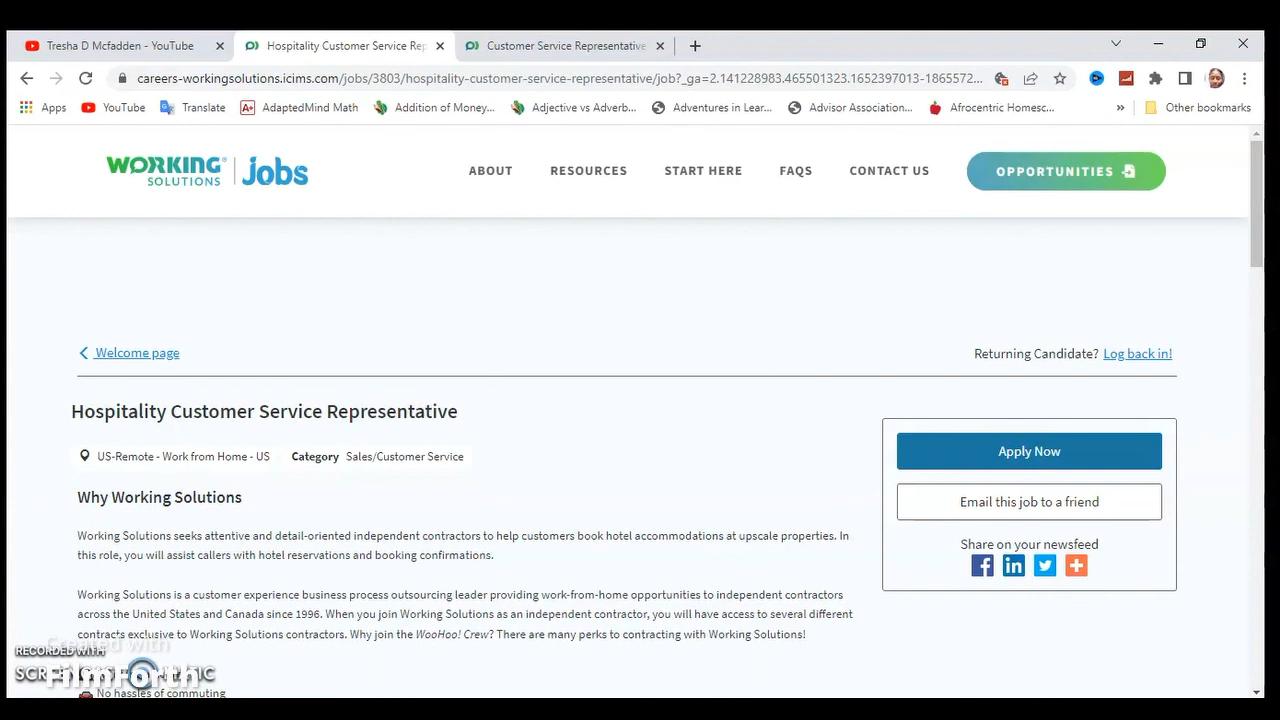 Tresha D Mcfadden - YouTube
Hospitality Customer Service Rep
Customer Service Representative
careers-workingsolutions.icims.com/jobs/3803/hospitality-customer-service-representative/job?_ga=2.141228983.465501323.1652397013-1865572...
Apps YouTube Translate AdaptedMind Math Addition of Money... Adjective vs Adverb... Adventures in Lear... Advisor Association... Afrocentric Homesc... » Other bookmarks
WORKING SOLUTIONS | jobs
ABOUT RESOURCES START HERE FAQS CONTACT US OPPORTUNITIES
Welcome page
Returning Candidate? Log back in!
Hospitality Customer Service Representative
US-Remote - Work from Home - US Category Sales/Customer Service
Apply Now
Email this job to a friend
Share on your newsfeed
Why Working Solutions
Working Solutions seeks attentive and detail-oriented independent contractors to help customers book hotel accommodations at upscale properties. In
this role, you will assist callers with hotel reservations and booking confirmations.
Working Solutions is a customer experience business process outsourcing leader providing work-from-home opportunities to independent contractors
across the United States and Canada since 1996. When you join Working Solutions as an independent contractor, you will have access to several different
contracts exclusive to Working Solutions contractors. Why join the WooHoo! Crew? There are many perks to contracting with Working Solutions!
Created with
RECORDED WITH
FilmForth
No hassles of commuting